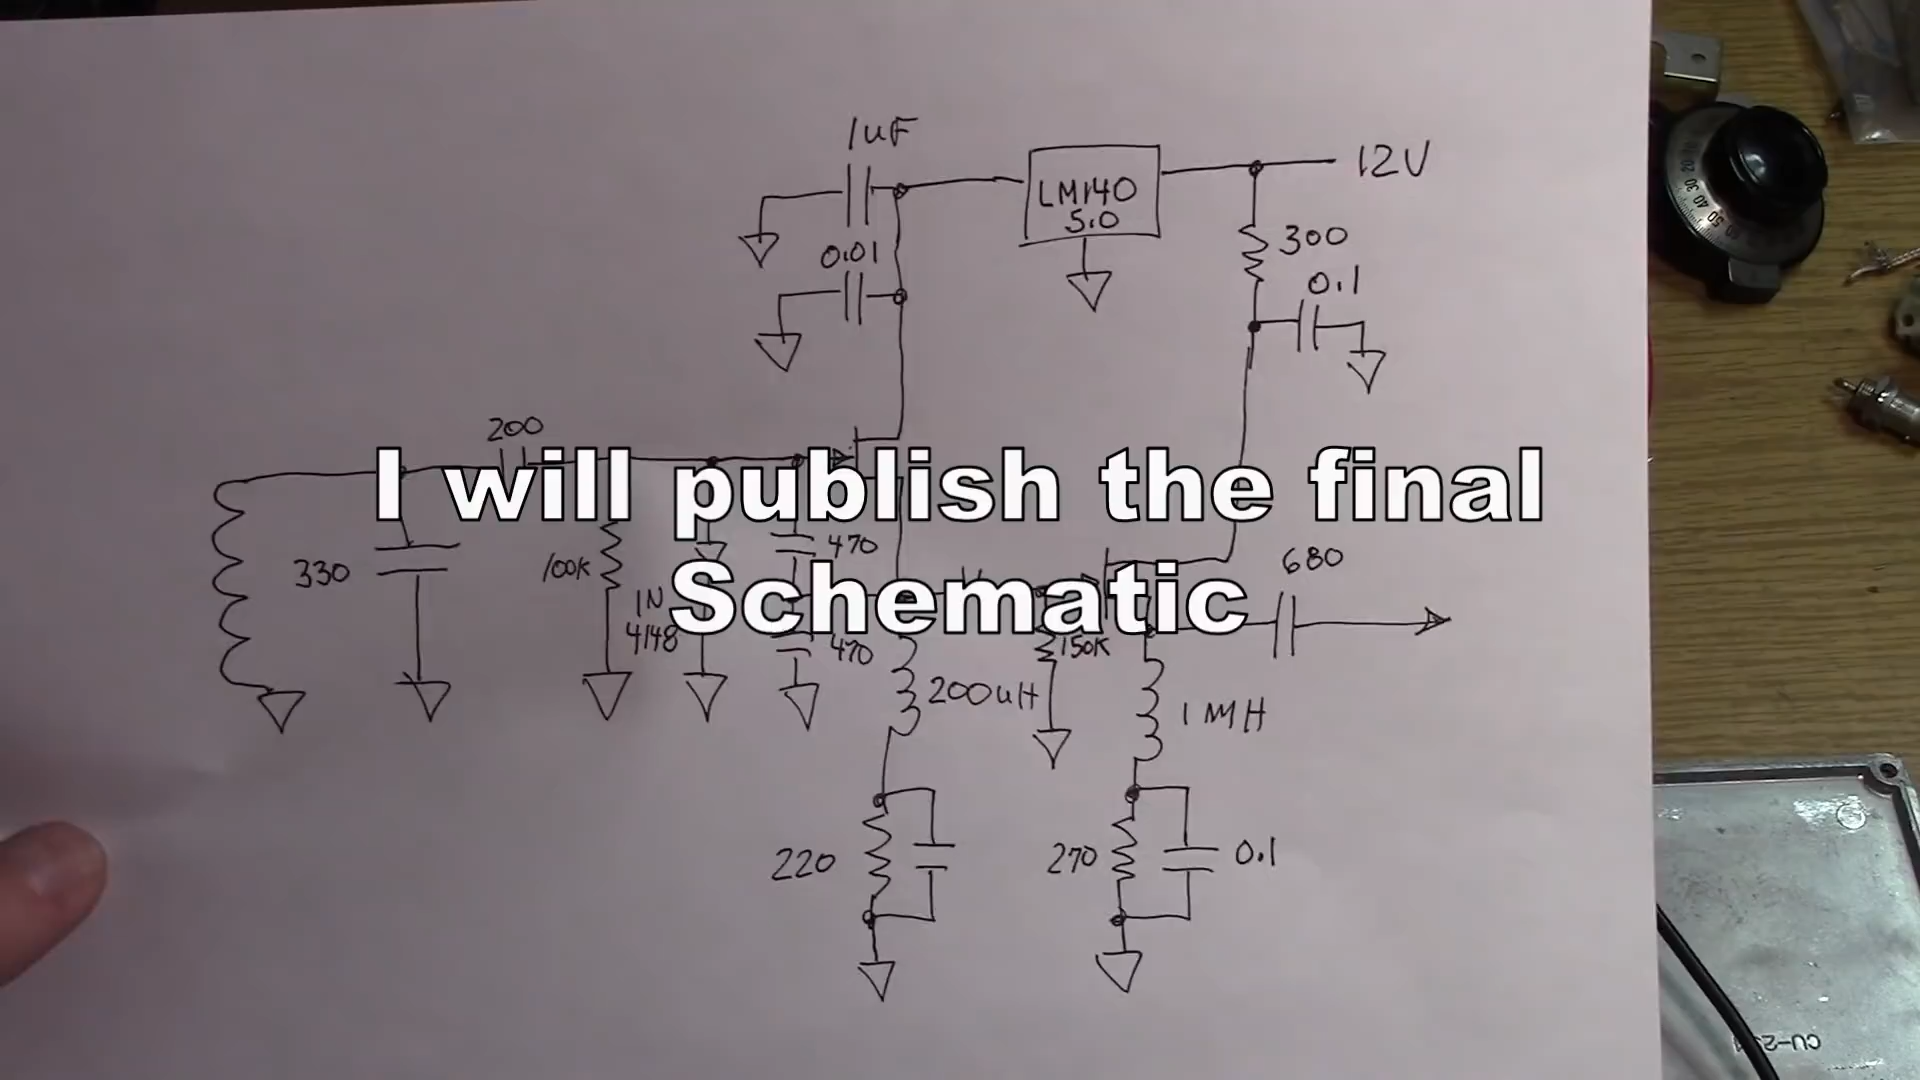 1uF
12V
LM140
5.0
300
0.01
0.1
200
I will publish the final
Schematic
330
100K
470
680
1N
4148
470
150K
200uH
1MH
220
270
0.1